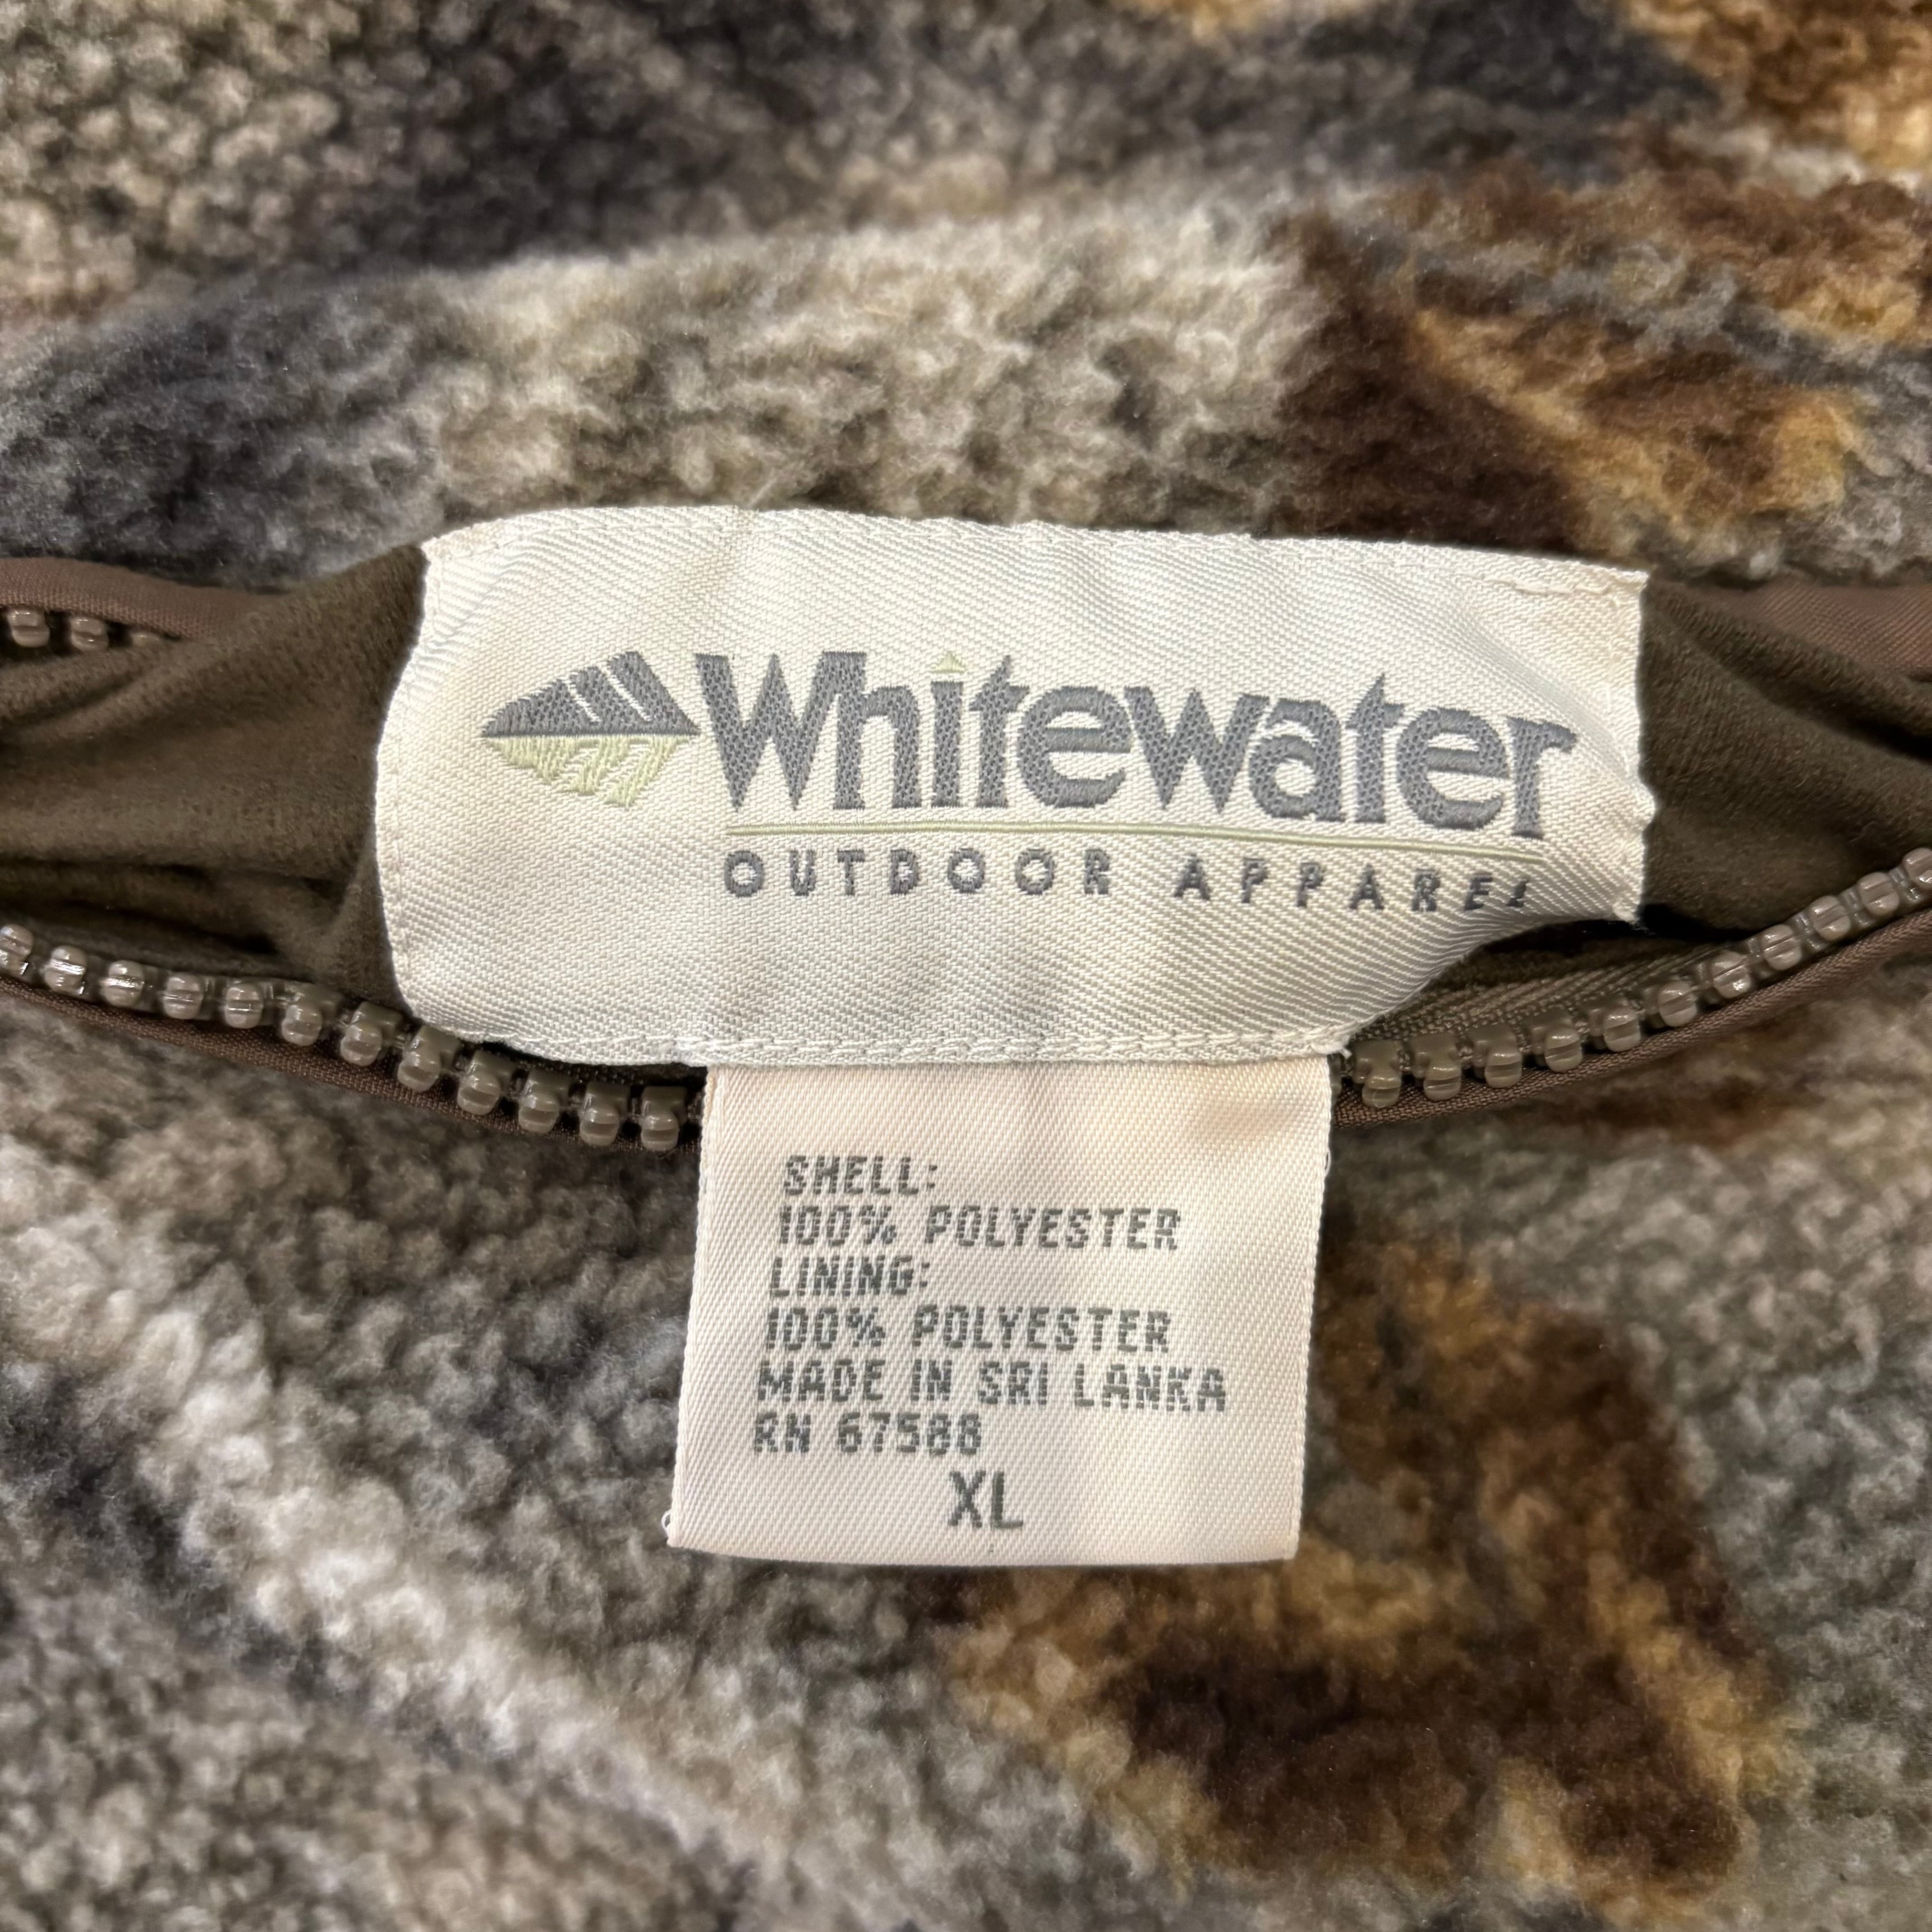 Whitewater
OUTDOOR APPAREL
SHELL:
100% POLYESTER
LINING:
100% POLYESTER
MADE IN SRI LANKA
RN 67588
XL